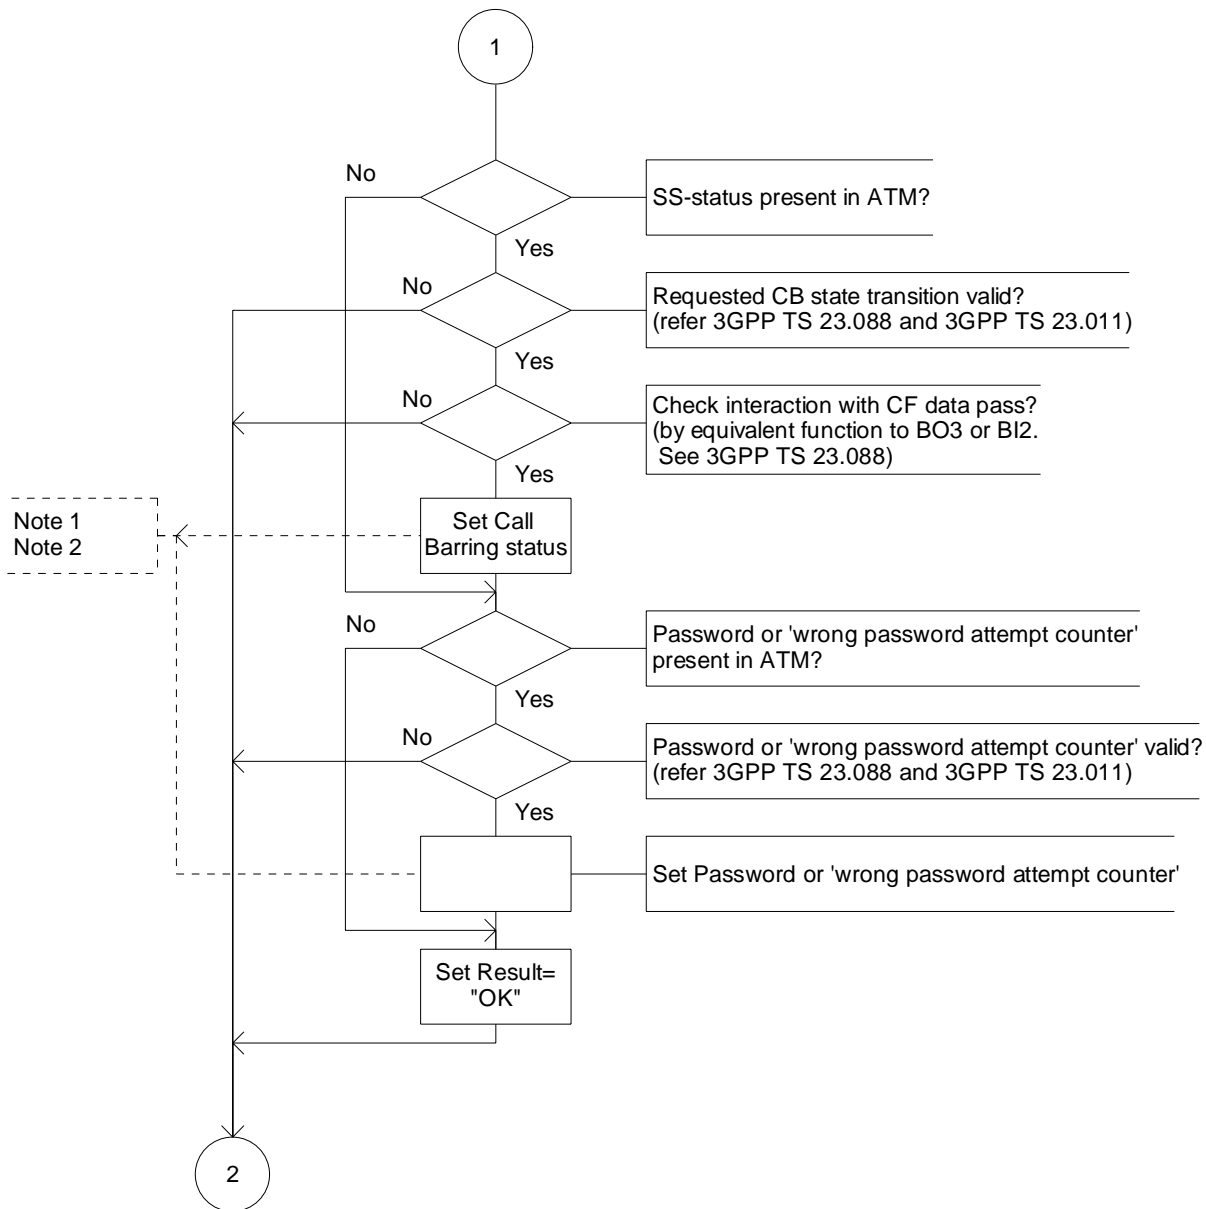 1
No
SS-status present in ATM?
Yes
No
Requested CB state transition valid?
(refer 3GPP TS 23.088 and 3GPP TS 23.011)
Yes
No
Check interaction with CF data pass?
(by equivalent function to BO3 or BI2.
See 3GPP TS 23.088)
Yes
Note 1
Note 2
Set Call
Barring status
No
Password or 'wrong password attempt counter'
present in ATM?
Yes
No
Password or 'wrong password attempt counter' valid?
(refer 3GPP TS 23.088 and 3GPP TS 23.011)
Yes
Set Password or 'wrong password attempt counter'
Set Result=
"OK"
2